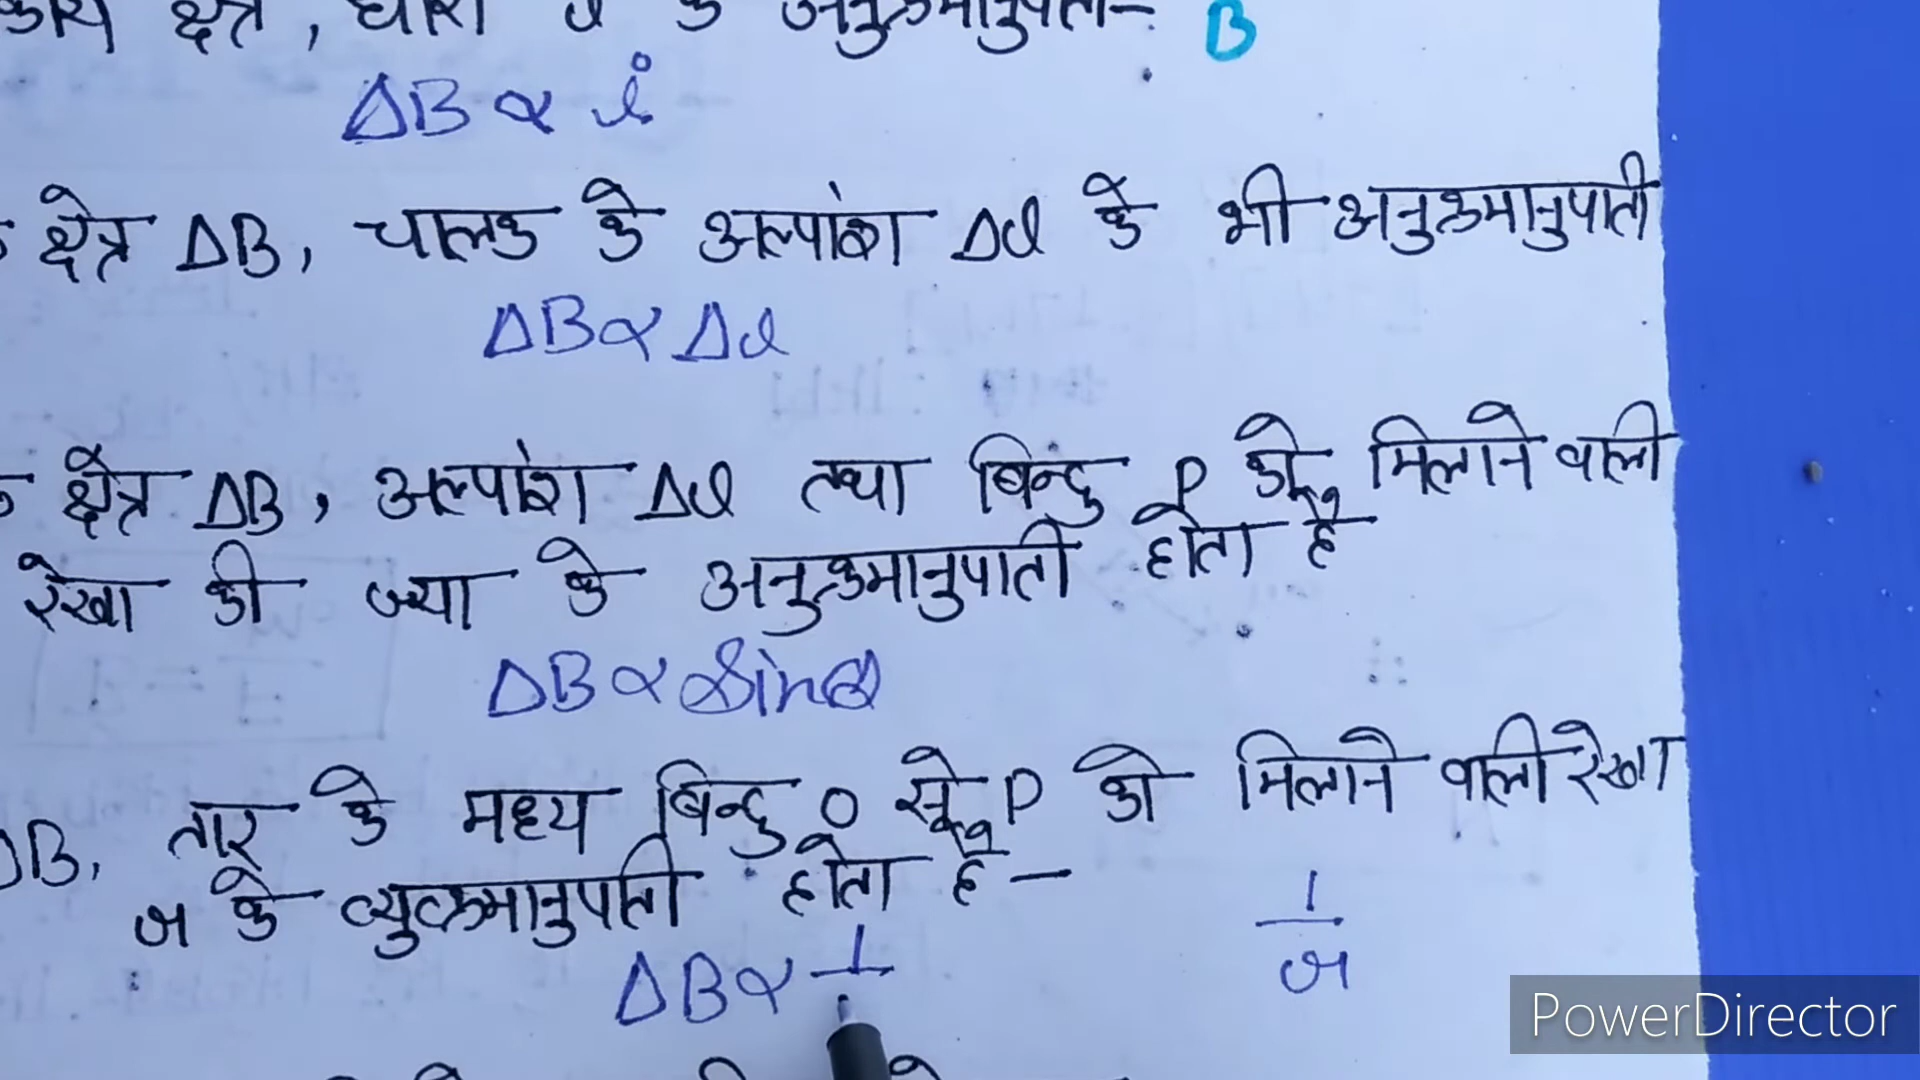 क्षेत्र, धारा i के अनुक्रमानुपाती- B
ΔB ∝ i
क्षेत्र ΔB, चालक के अल्पांश Δl के भी अनुक्रमानुपाती
ΔB ∝ Δl
क्षेत्र ΔB, अल्पांश Δl तथा बिन्दु P को मिलाने वाली
रेखा की ज्या के अनुक्रमानुपाती होता है
ΔB ∝ Sinθ
ΔB, तार के मध्य बिन्दु O से P को मिलाने वाली रेखा
r के व्युत्क्रमानुपाती होता है -
1/r
ΔB ∝ 1/
PowerDirector